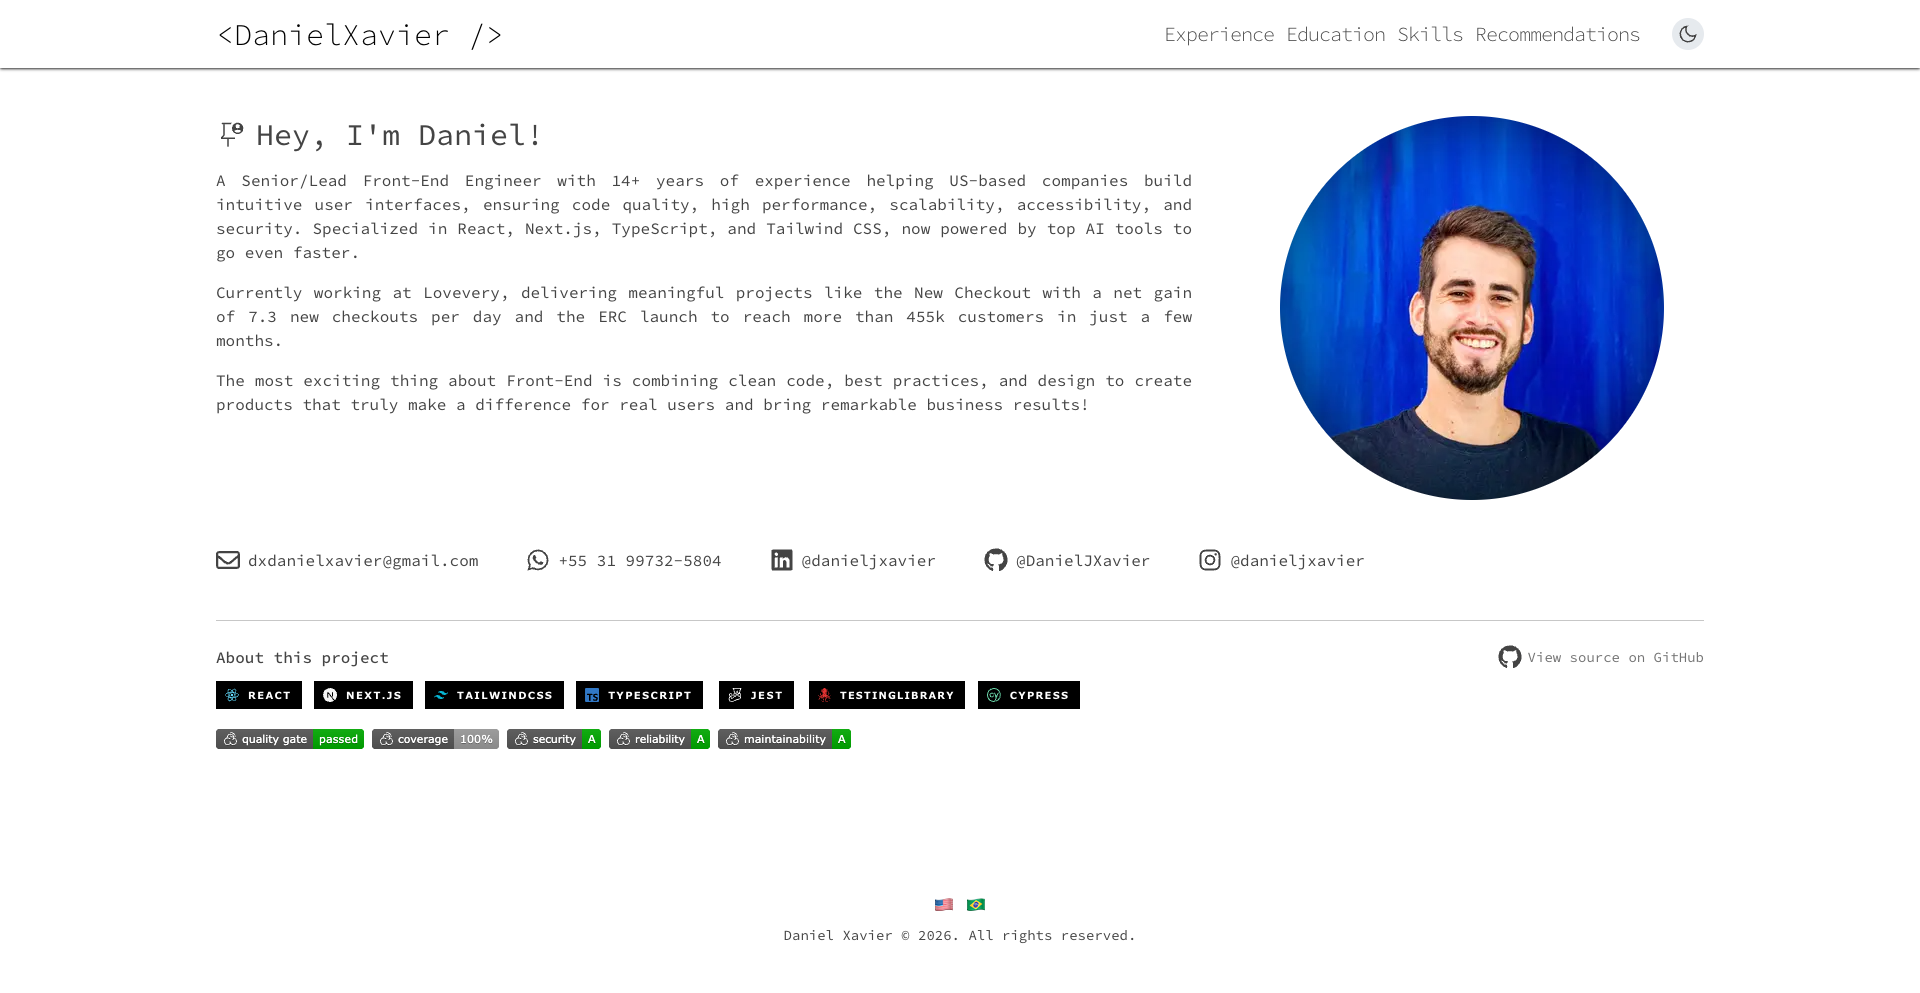 <DanielXavier />
Experience Education Skills Recommendations
Hey, I'm Daniel!
A Senior/Lead Front-End Engineer with 14+ years of experience helping US-based companies build
intuitive user interfaces, ensuring code quality, high performance, scalability, accessibility, and
security. Specialized in React, Next.js, TypeScript, and Tailwind CSS, now powered by top AI tools to
go even faster.
Currently working at Lovevery, delivering meaningful projects like the New Checkout with a net gain
of 7.3 new checkouts per day and the ERC launch to reach more than 455k customers in just a few
months.
The most exciting thing about Front-End is combining clean code, best practices, and design to create
products that truly make a difference for real users and bring remarkable business results!
dxdanielxavier@gmail.com +55 31 99732-5804 @danieljxavier @DanielJXavier @danieljxavier
About this project View source on GitHub
REACT NEXT.JS TAILWINDCSS TS TYPESCRIPT JEST TESTINGLIBRARY CYPRESS
quality gate passed coverage 100% security A reliability A maintainability A
Daniel Xavier © 2026. All rights reserved.